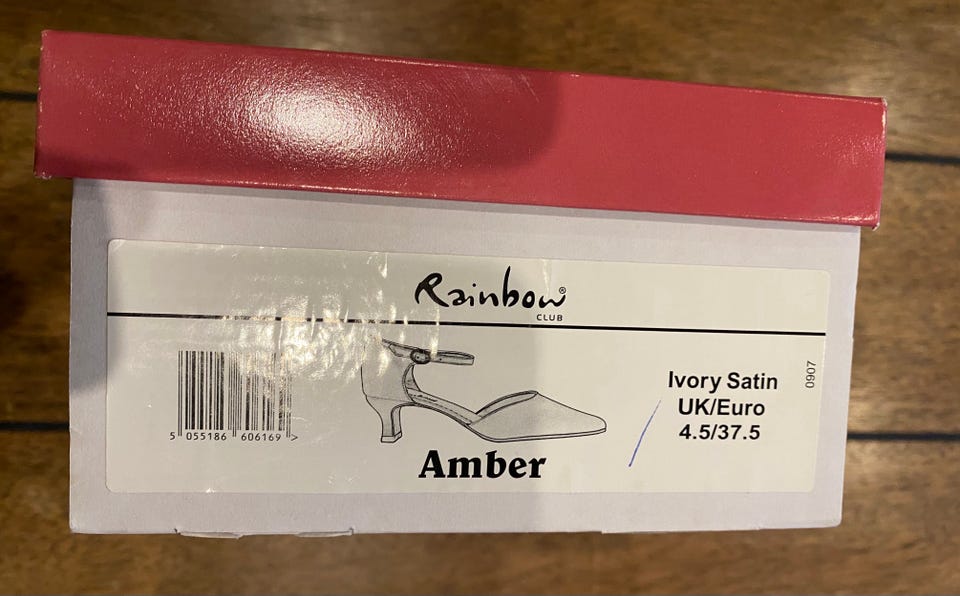 Rainbow®
CLUB
5 055186 606169 >
Amber
Ivory Satin
UK/Euro
4.5/37.5
0907